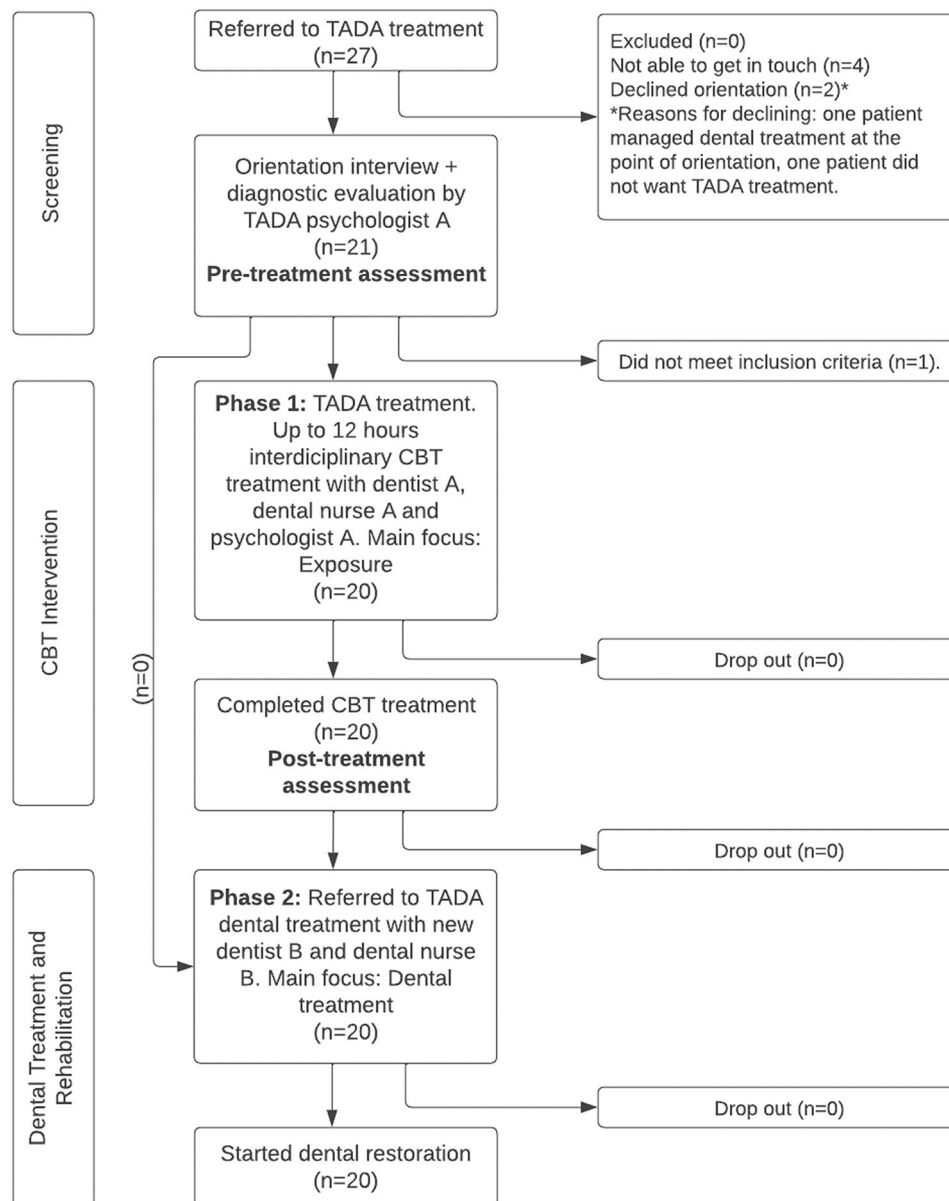 Referred to TADA treatment
(n=27)
Excluded (n=0)
Not able to get in touch (n=4)
Declined orientation (n=2)*
*Reasons for declining: one patient
managed dental treatment at the
point of orientation, one patient did
not want TADA treatment.
Screening
Orientation interview +
diagnostic evaluation by
TADA psychologist A
(n=21)
Pre-treatment assessment
Did not meet inclusion criteria (n=1).
CBT Intervention
Phase 1: TADA treatment.
Up to 12 hours
interdiciplinary CBT
treatment with dentist A,
dental nurse A and
psychologist A. Main focus:
Exposure
(n=20)
(n=0)
Drop out (n=0)
Completed CBT treatment
(n=20)
Post-treatment
assessment
Drop out (n=0)
Dental Treatment and
Rehabilitation
Phase 2: Referred to TADA
dental treatment with new
dentist B and dental nurse
B. Main focus: Dental
treatment
(n=20)
Drop out (n=0)
Started dental restoration
(n=20)